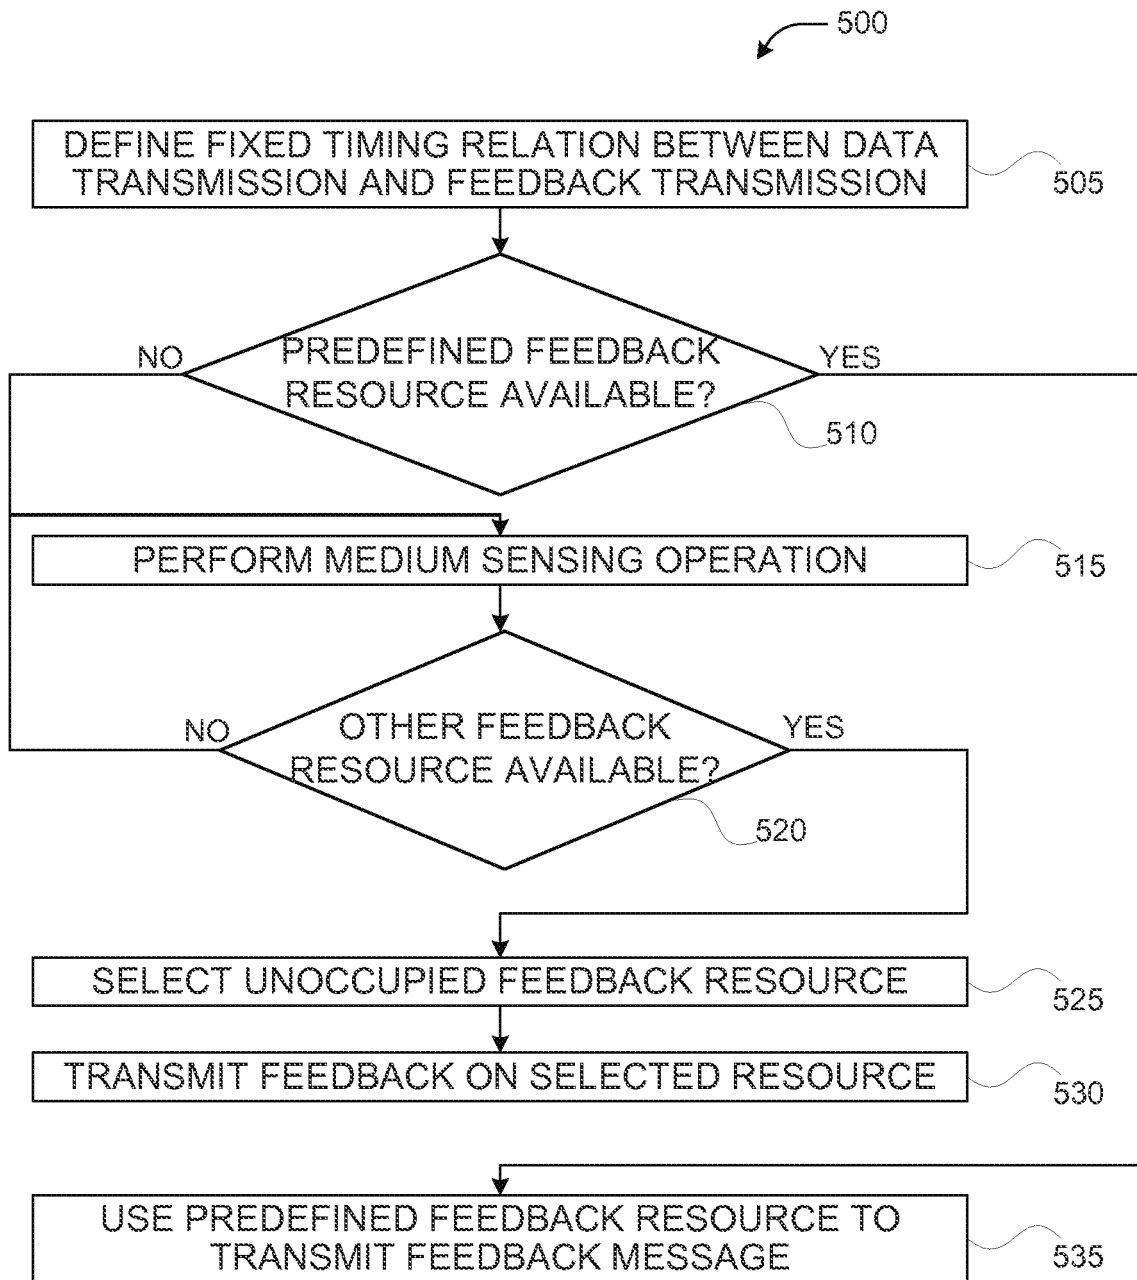 500
DEFINE FIXED TIMING RELATION BETWEEN DATA
TRANSMISSION AND FEEDBACK TRANSMISSION
505
NO
PREDEFINED FEEDBACK
RESOURCE AVAILABLE?
YES
510
PERFORM MEDIUM SENSING OPERATION
515
NO
OTHER FEEDBACK
RESOURCE AVAILABLE?
YES
520
SELECT UNOCCUPIED FEEDBACK RESOURCE
525
TRANSMIT FEEDBACK ON SELECTED RESOURCE
530
USE PREDEFINED FEEDBACK RESOURCE TO
TRANSMIT FEEDBACK MESSAGE
535